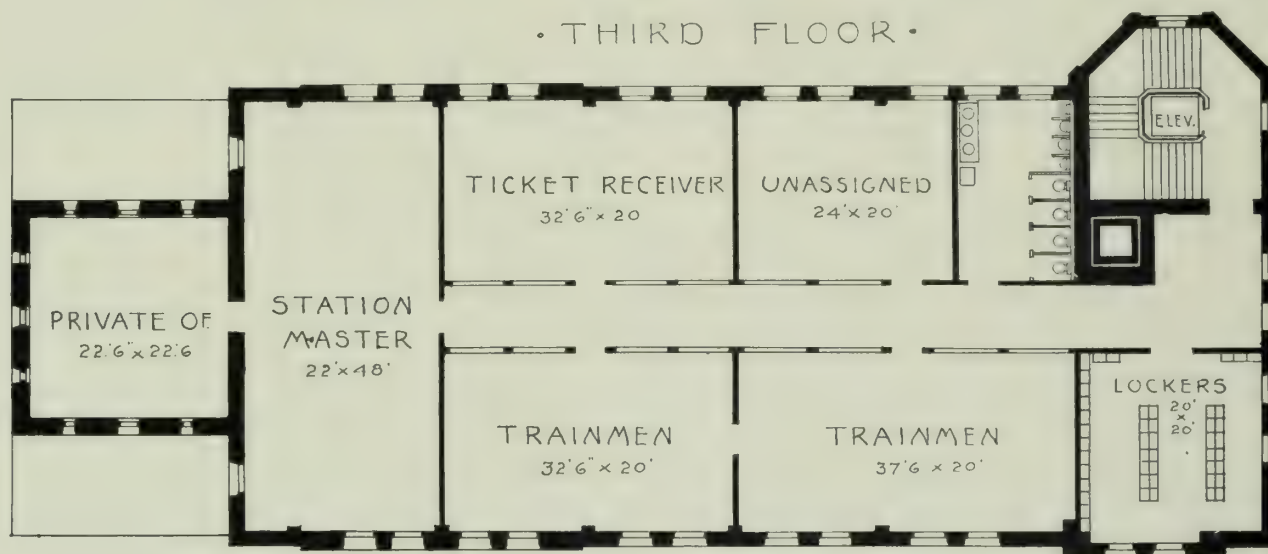 · THIRD FLOOR ·
ELEV.
TICKET RECEIVER
32'6" x 20
UNASSIGNED
24' x 20'
PRIVATE OF.
22'6" x 22'6
STATION
MASTER
22' x 48'
LOCKERS
20'
x
20'
TRAINMEN
32'6" x 20'
TRAINMEN
37'6 x 20'